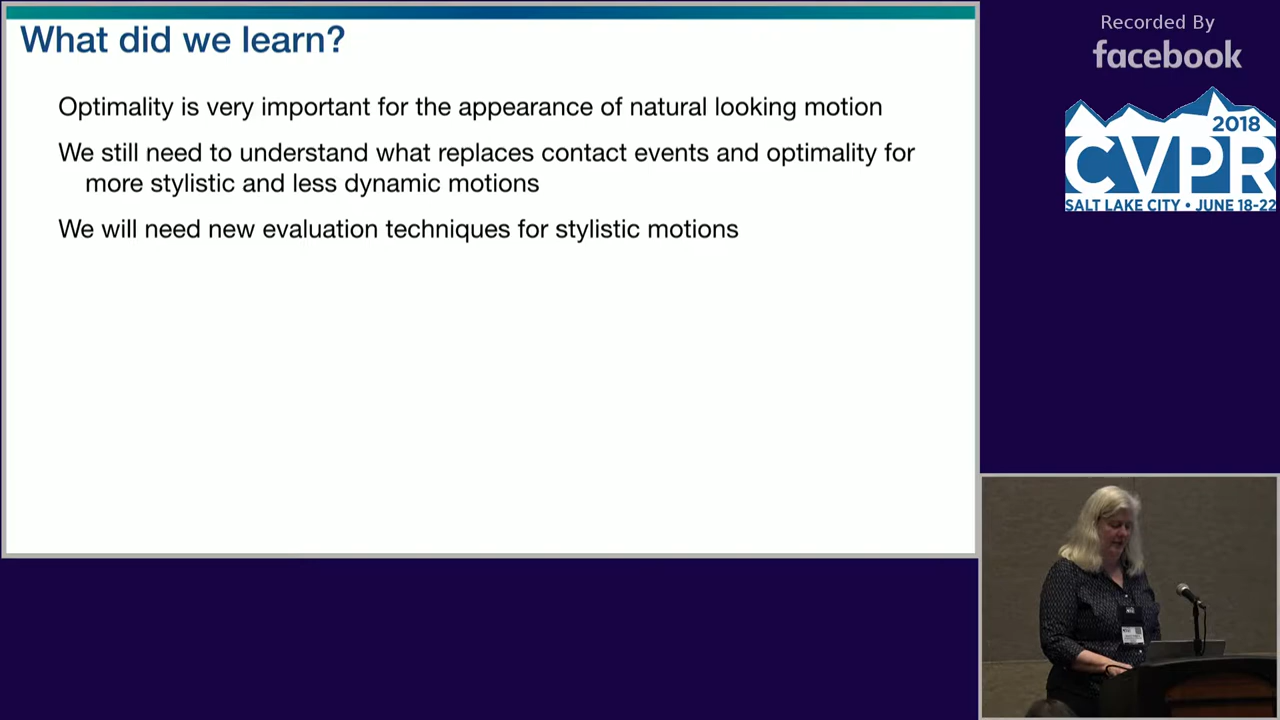 What did we learn?
Optimality is very important for the appearance of natural looking motion
We still need to understand what replaces contact events and optimality for
more stylistic and less dynamic motions
We will need new evaluation techniques for stylistic motions
Recorded By
facebook
2018
CVPR
SALT LAKE CITY • JUNE 18-22